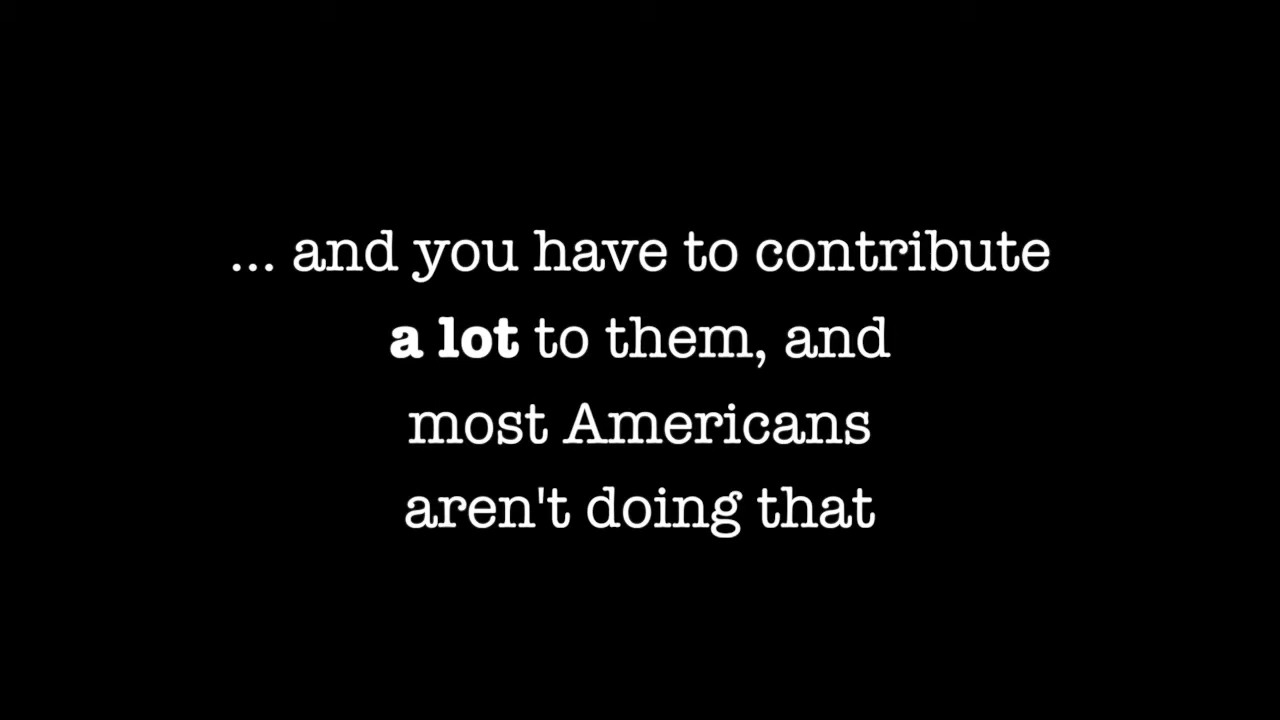 ... and you have to contribute
a lot to them, and
most Americans
aren't doing that